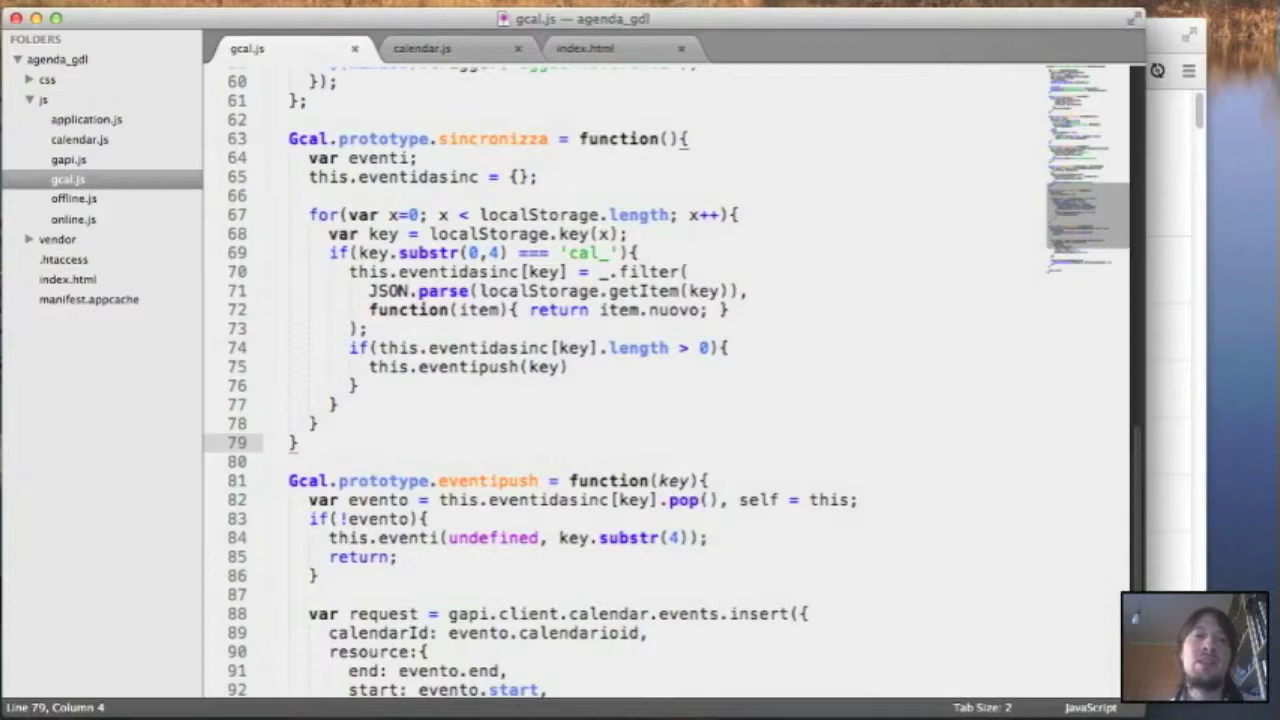 gcal.js — agenda_gdl
FOLDERS
agenda_gdl
css
js
application.js
calendar.js
gapi.js
gcal.js
offline.js
online.js
vendor
.htaccess
index.html
manifest.appcache
gcal.js × calendar.js × index.html ×
60 });
61 };
62
63 Gcal.prototype.sincronizza = function(){
64 var eventi;
65 this.eventidasinc = {};
66
67 for(var x=0; x < localStorage.length; x++){
68 var key = localStorage.key(x);
69 if(key.substr(0,4) === 'cal_'){
70 this.eventidasinc[key] = _.filter(
71 JSON.parse(localStorage.getItem(key)),
72 function(item){ return item.nuovo; }
73 );
74 if(this.eventidasinc[key].length > 0){
75 this.eventipush(key)
76 }
77 }
78 }
79 }
80
81 Gcal.prototype.eventipush = function(key){
82 var evento = this.eventidasinc[key].pop(), self = this;
83 if(!evento){
84 this.eventi(undefined, key.substr(4));
85 return;
86 }
87
88 var request = gapi.client.calendar.events.insert({
89 calendarId: evento.calendarioid,
90 resource:{
91 end: evento.end,
92 start: evento.start,
Line 79, Column 4
Tab Size: 2
JavaScript